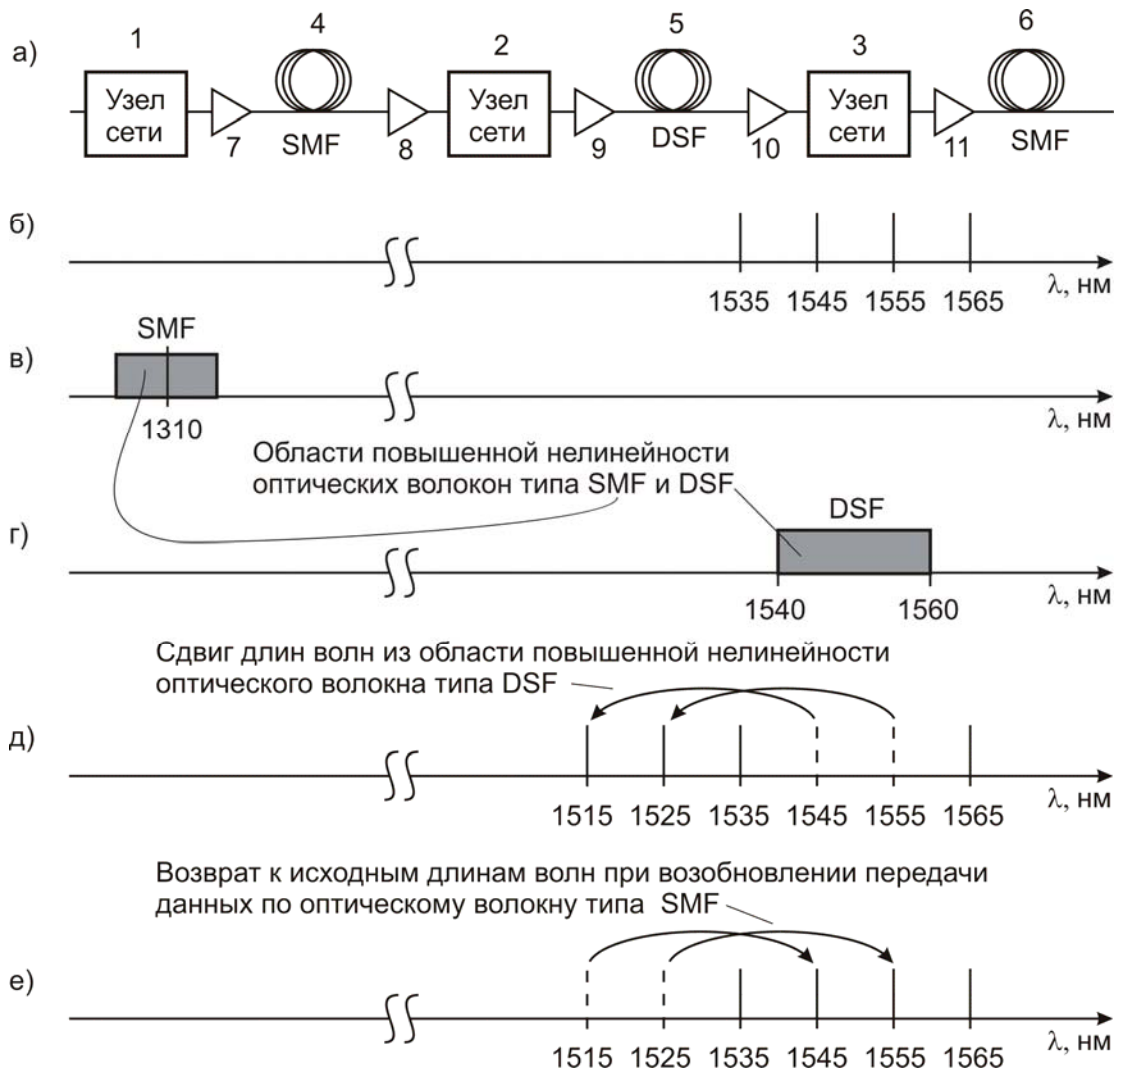 а)
1 4 2 5 3 6
Узел сети
Узел сети
Узел сети
7 SMF 8 9 DSF 10 11 SMF
б)
1535 1545 1555 1565 λ, нм
SMF
в)
1310 λ, нм
Области повышенной нелинейности
оптических волокон типа SMF и DSF
DSF
г)
1540 1560 λ, нм
Сдвиг длин волн из области повышенной нелинейности
оптического волокна типа DSF
д)
1515 1525 1535 1545 1555 1565 λ, нм
Возврат к исходным длинам волн при возобновлении передачи
данных по оптическому волокну типа SMF
е)
1515 1525 1535 1545 1555 1565 λ, нм